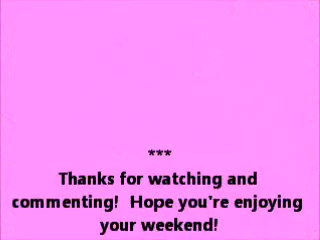 ***
Thanks for watching and
commenting!  Hope you're enjoying
your weekend!